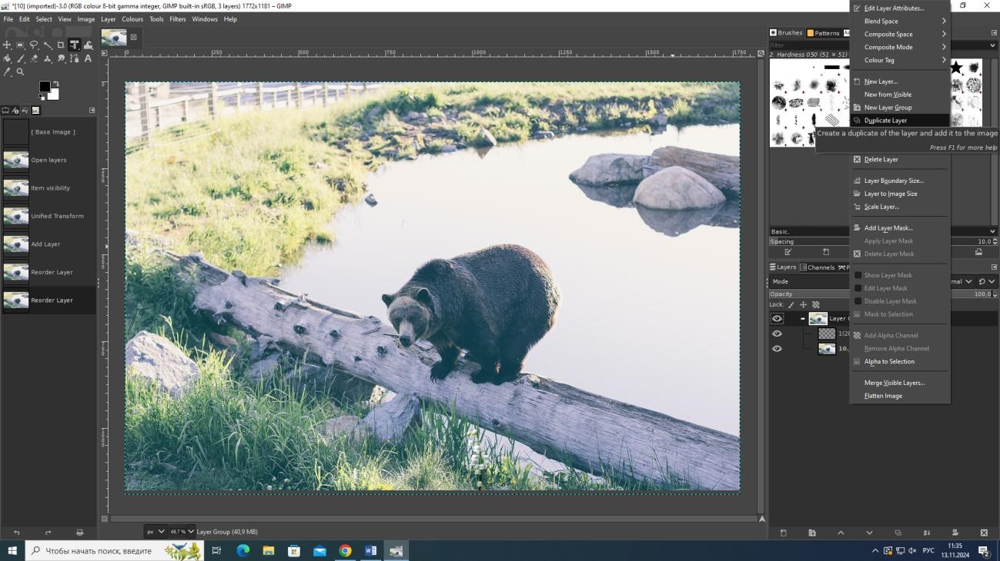 *[10] (imported)-3.0 (RGB colour 8-bit gamma integer, GIMP built-in sRGB, 3 layers) 1772x1181 – GIMP
File Edit Select View Image Layer Colours Tools Filters Windows Help
[ Base Image ]
Open layers
Item visibility
Unified Transform
Add Layer
Reorder Layer
Reorder Layer
0 250 500 750 1000 1250 1500 1750
0
250
500
750
1000
px 66,7 % Layer Group (40,9 MB)
Brushes Patterns
filter
2. Hardness 050 (51 × 51)
Basic,
Spacing 10,0
Layers Channels
Mode mal
Opacity 100,0
Lock:
Layer
10.
Edit Layer Attributes...
Blend Space
Composite Space
Composite Mode
Colour Tag
New Layer...
New from Visible
New Layer Group
Duplicate Layer
Create a duplicate of the layer and add it to the image
Press F1 for more help
Delete Layer
Layer Boundary Size...
Layer to Image Size
Scale Layer...
Add Layer Mask...
Apply Layer Mask
Delete Layer Mask
Show Layer Mask
Edit Layer Mask
Disable Layer Mask
Mask to Selection
Add Alpha Channel
Remove Alpha Channel
Alpha to Selection
Merge Visible Layers...
Flatten Image
Чтобы начать поиск, введите
РУС
11:35
13.11.2024
2